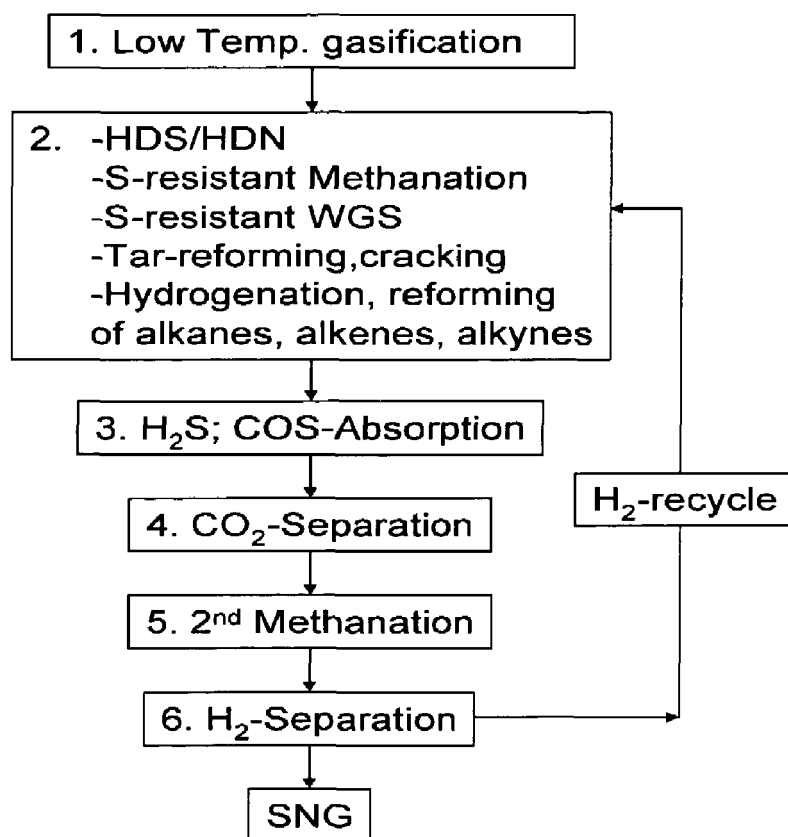 1. Low Temp. gasification
2. -HDS/HDN
-S-resistant Methanation
-S-resistant WGS
-Tar-reforming,cracking
-Hydrogenation, reforming
of alkanes, alkenes, alkynes
3. H₂S; COS-Absorption
H₂-recycle
4. CO₂-Separation
5. 2ⁿᵈ Methanation
6. H₂-Separation
SNG